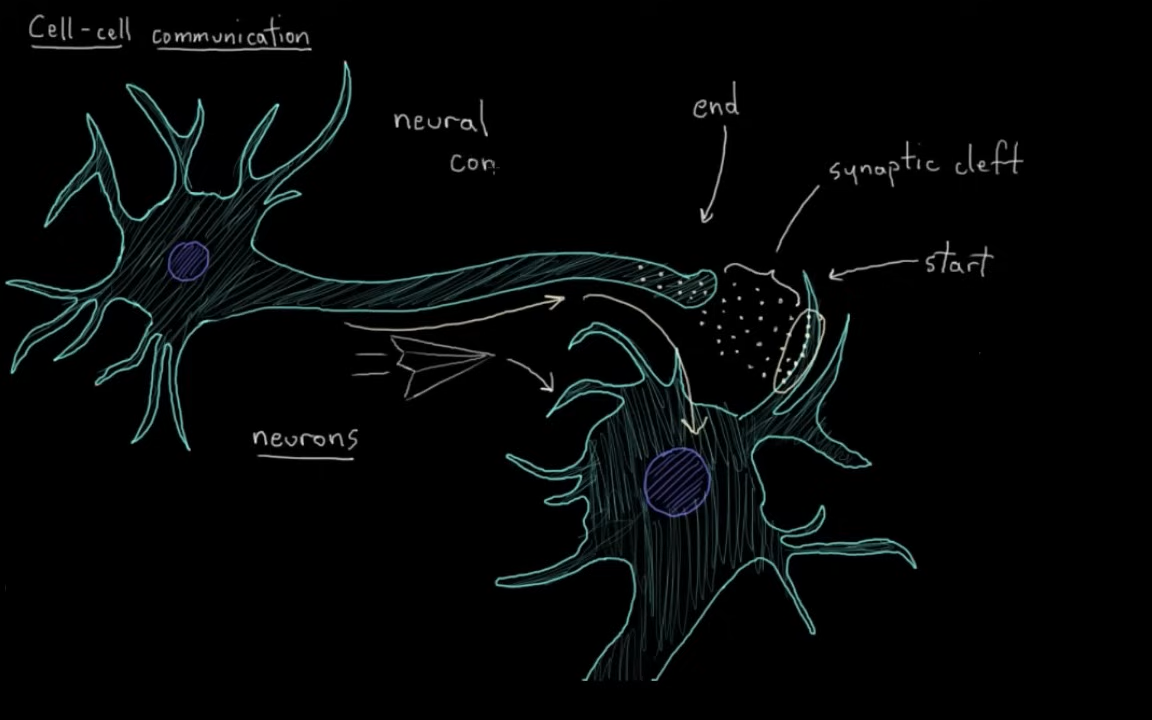 Cell-cell communication
neural
con
end
synaptic cleft
start
neurons